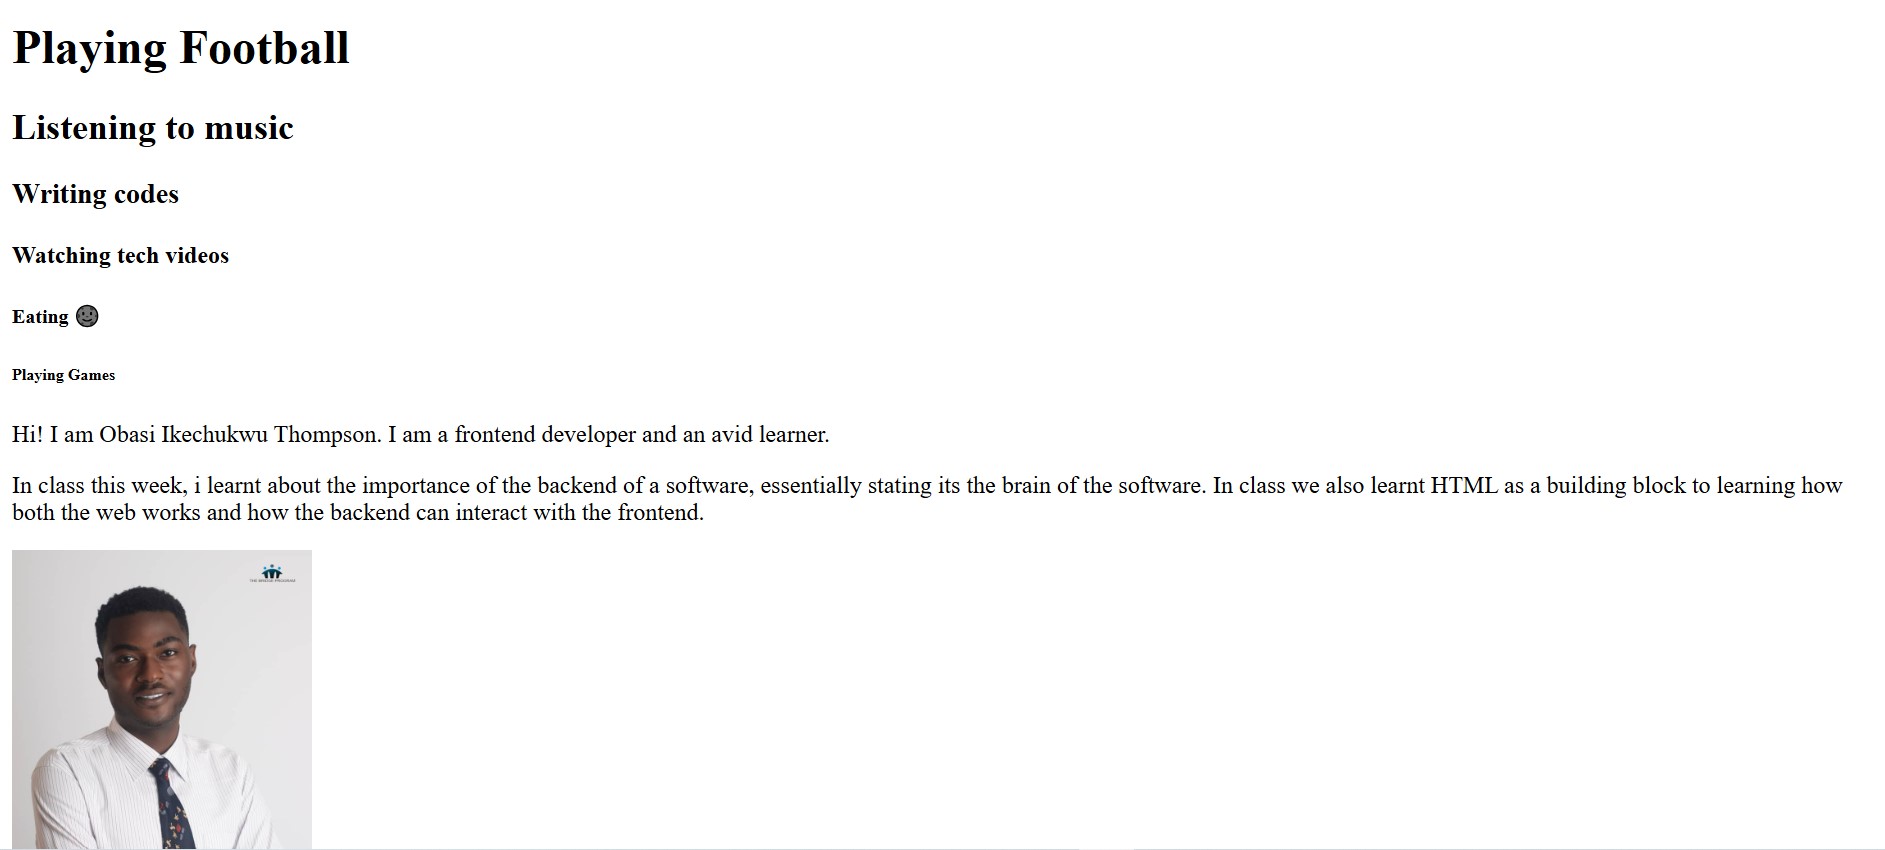 Playing Football
Listening to music
Writing codes
Watching tech videos
Eating 🌚
Playing Games
Hi! I am Obasi Ikechukwu Thompson. I am a frontend developer and an avid learner.
In class this week, i learnt about the importance of the backend of a software, essentially stating its the brain of the software. In class we also learnt HTML as a building block to learning how
both the web works and how the backend can interact with the frontend.
THE BRIDGE PROGRAM